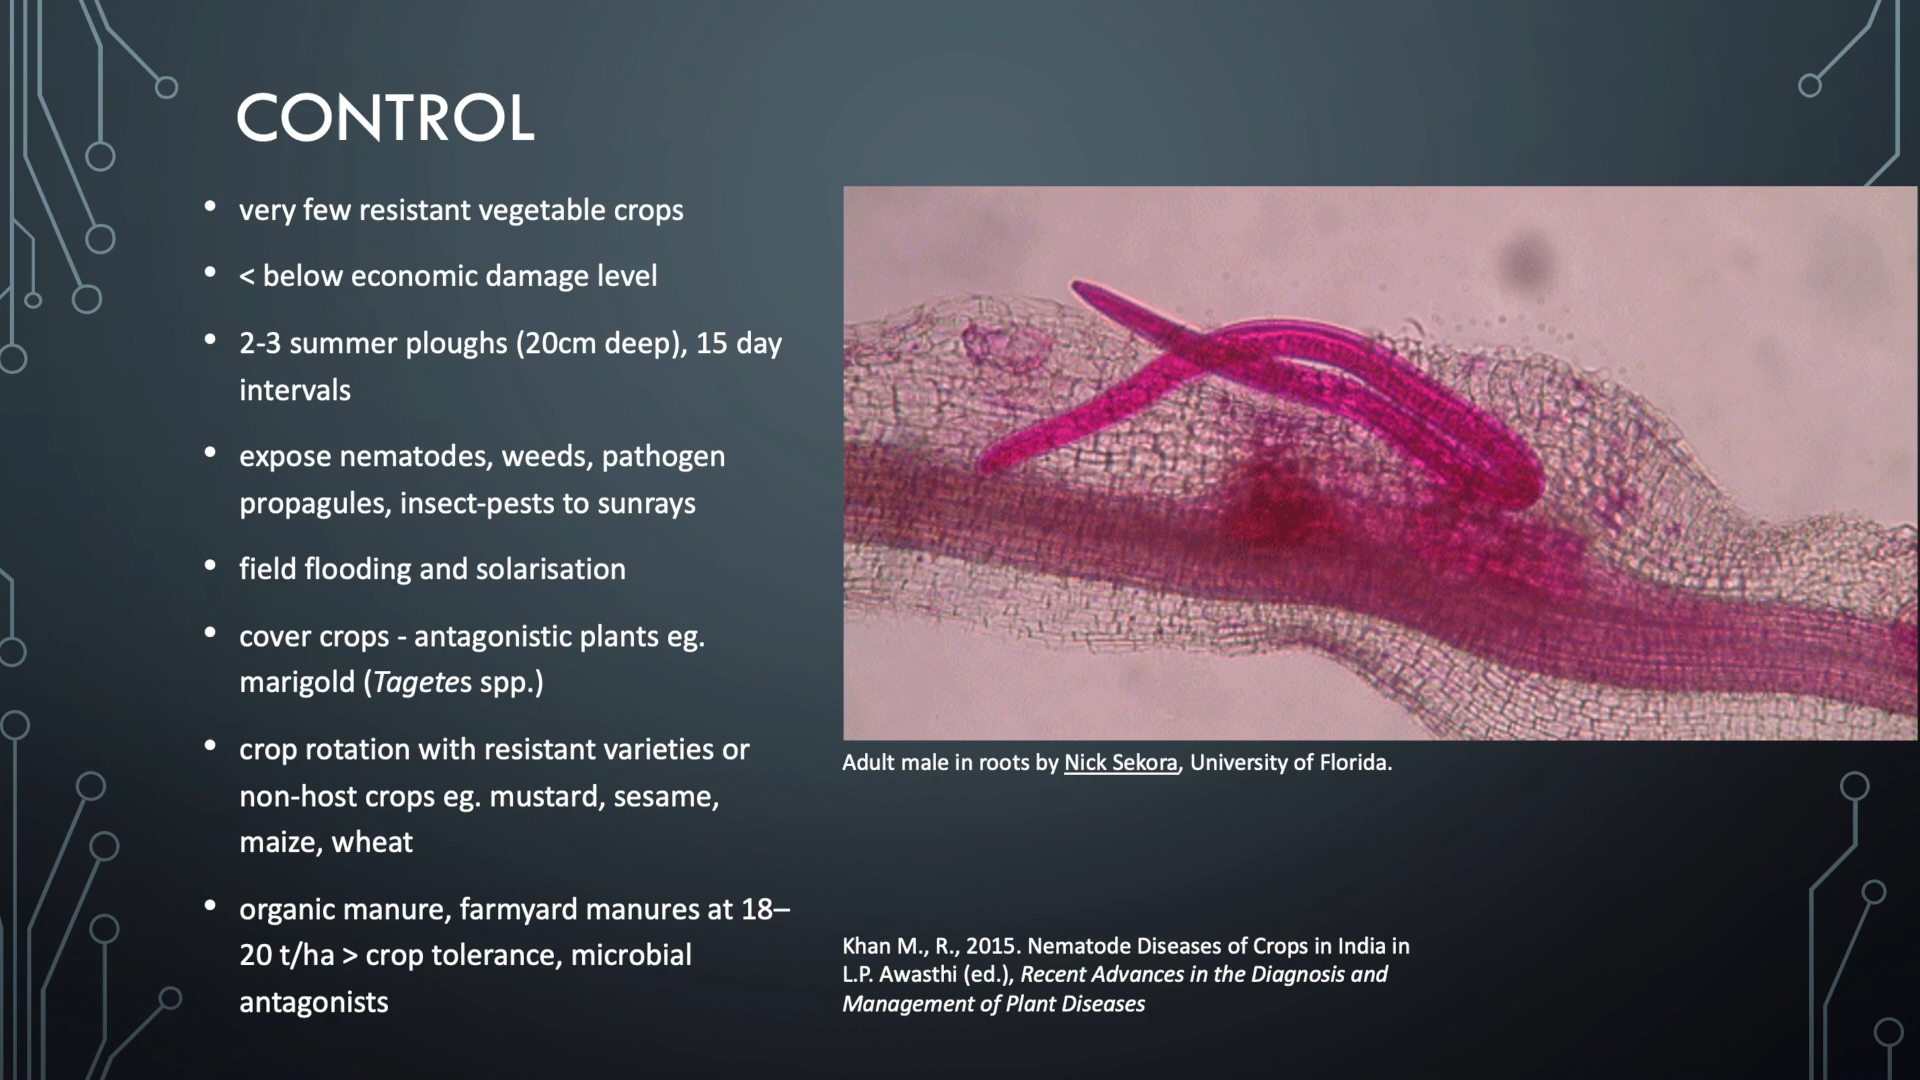 CONTROL
• very few resistant vegetable crops
• < below economic damage level
• 2-3 summer ploughs (20cm deep), 15 day
intervals
• expose nematodes, weeds, pathogen
propagules, insect-pests to sunrays
• field flooding and solarisation
• cover crops - antagonistic plants eg.
marigold (Tagetes spp.)
• crop rotation with resistant varieties or
non-host crops eg. mustard, sesame,
maize, wheat
• organic manure, farmyard manures at 18–
20 t/ha > crop tolerance, microbial
antagonists
Adult male in roots by Nick Sekora, University of Florida.
Khan M., R., 2015. Nematode Diseases of Crops in India in
L.P. Awasthi (ed.), Recent Advances in the Diagnosis and
Management of Plant Diseases